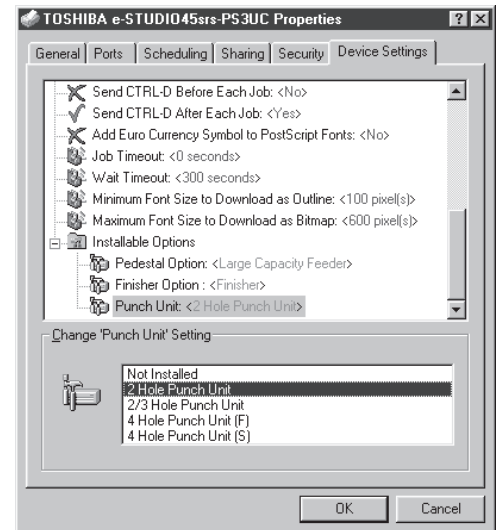 TOSHIBA e-STUDIO45srs-PS3UC Properties
General Ports Scheduling Sharing Security Device Settings
Send CTRL-D Before Each Job: <No>
Send CTRL-D After Each Job: <Yes>
Add Euro Currency Symbol to PostScript Fonts: <No>
Job Timeout: <0 seconds>
Wait Timeout: <300 seconds>
Minimum Font Size to Download as Outline: <100 pixel(s)>
Maximum Font Size to Download as Bitmap: <600 pixel(s)>
Installable Options
Pedestal Option: <Large Capacity Feeder>
Finisher Option : <Finisher>
Punch Unit: <2 Hole Punch Unit>
Change 'Punch Unit' Setting
Not Installed
2 Hole Punch Unit
2/3 Hole Punch Unit
4 Hole Punch Unit (F)
4 Hole Punch Unit (S)
OK Cancel